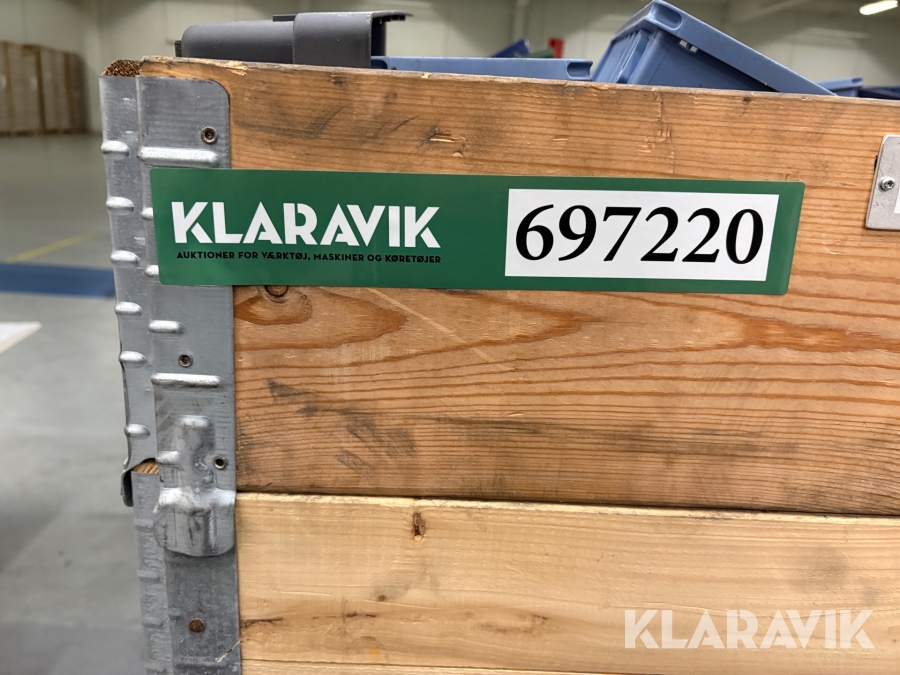 KLARAVIK
AUKTIONER FOR VÆRKTØJ, MASKINER OG KØRETØJER
697220
KLARAVIK